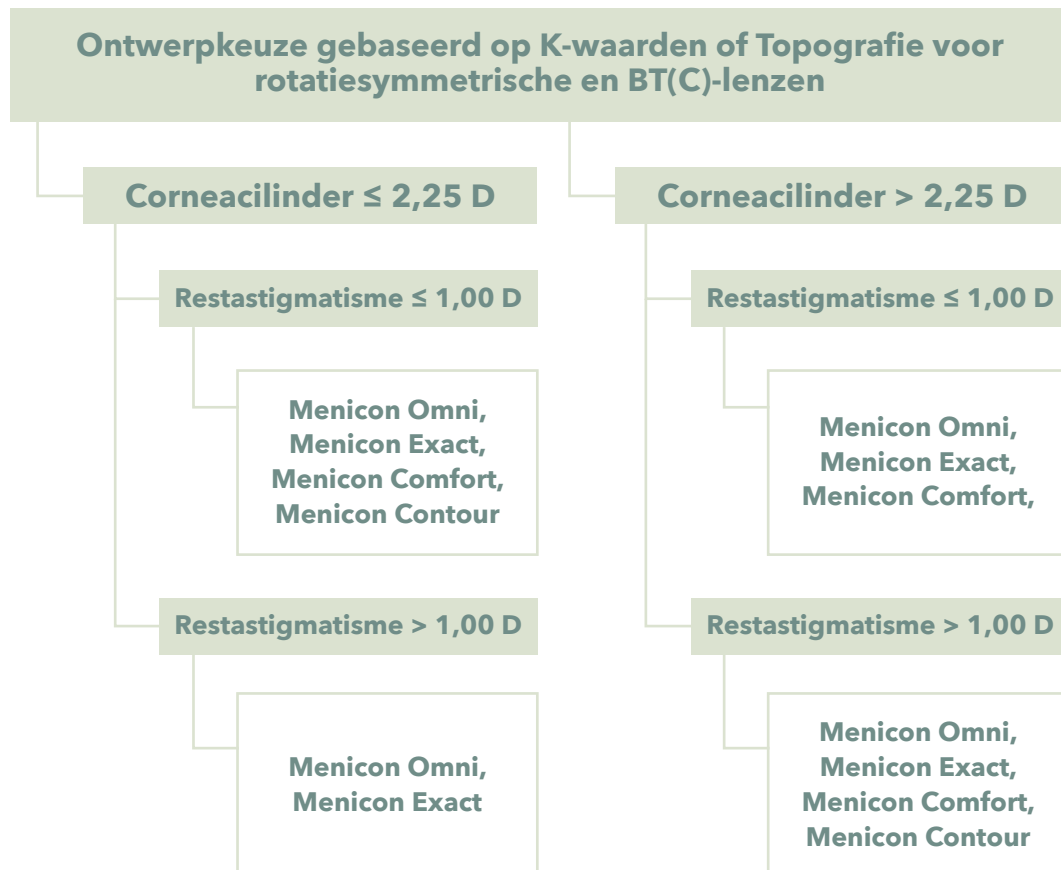 Ontwerpkeuze gebaseerd op K-waarden of Topografie voor
rotatiesymmetrische en BT(C)-lenzen
Corneacilinder ≤ 2,25 D
Restastigmatisme ≤ 1,00 D
Menicon Omni,
Menicon Exact,
Menicon Comfort,
Menicon Contour
Restastigmatisme > 1,00 D
Menicon Omni,
Menicon Exact
Corneacilinder > 2,25 D
Restastigmatisme ≤ 1,00 D
Menicon Omni,
Menicon Exact,
Menicon Comfort,
Restastigmatisme > 1,00 D
Menicon Omni,
Menicon Exact,
Menicon Comfort,
Menicon Contour